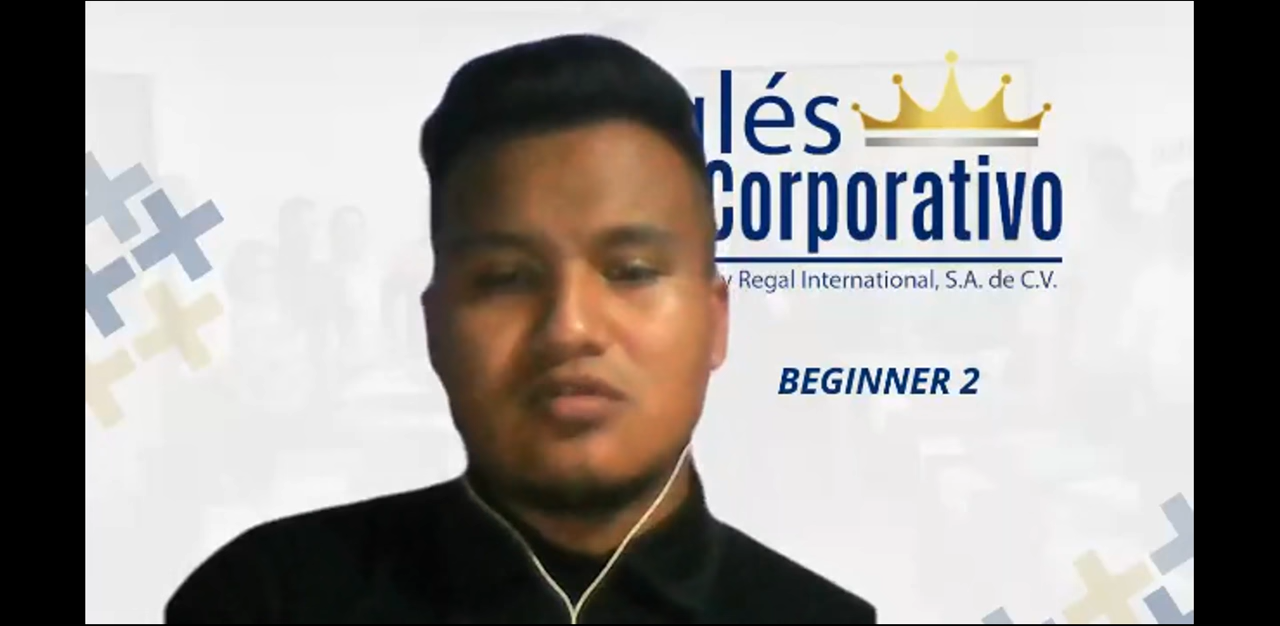 lés
Corporativo
y Regal International, S.A. de C.V.
BEGINNER 2